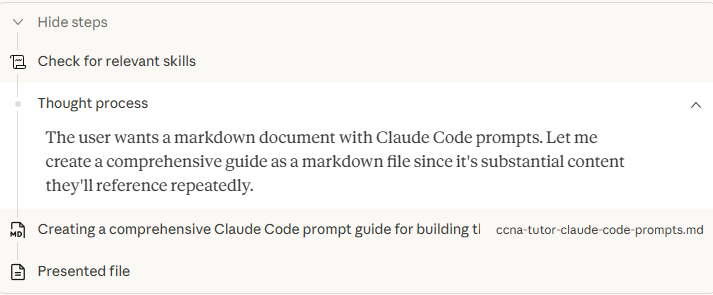 Hide steps
Check for relevant skills
Thought process
The user wants a markdown document with Claude Code prompts. Let me
create a comprehensive guide as a markdown file since it's substantial content
they'll reference repeatedly.
MD Creating a comprehensive Claude Code prompt guide for building tl ccna-tutor-claude-code-prompts.md
Presented file